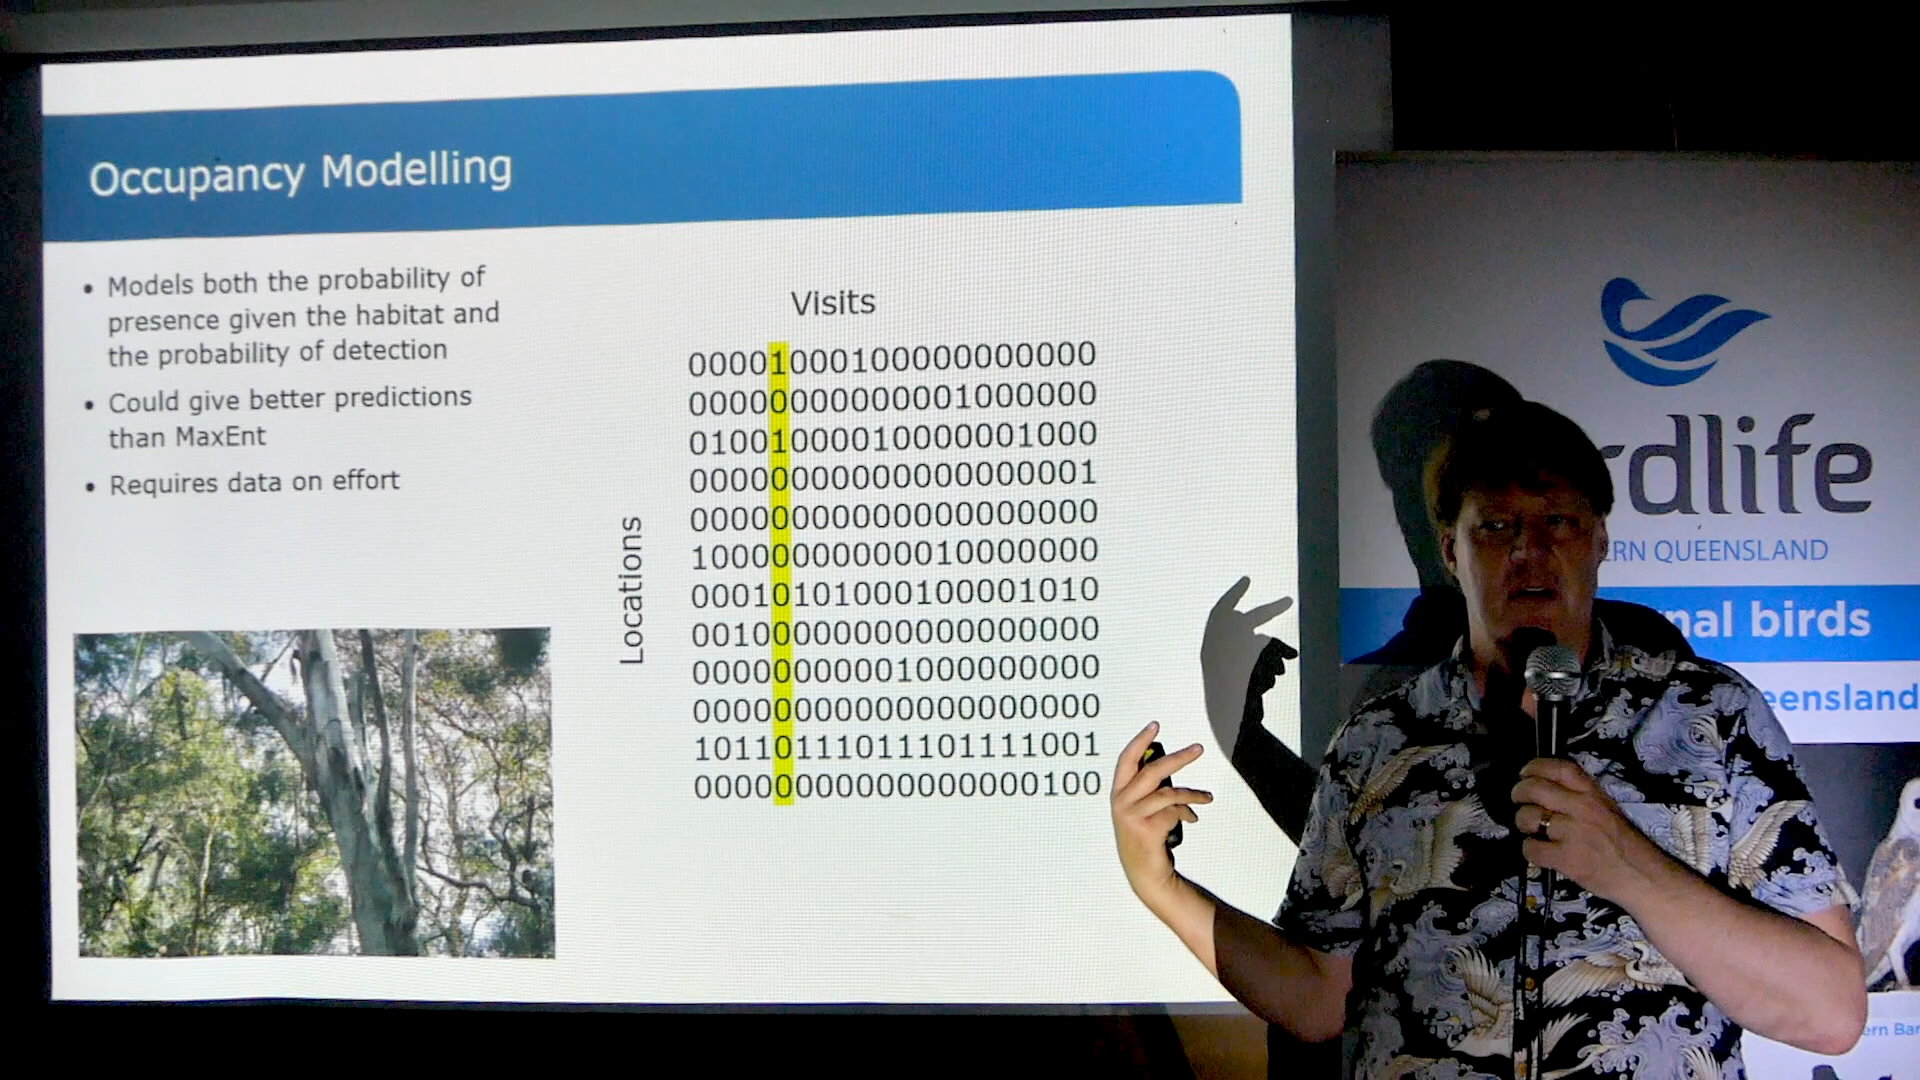 Occupancy Modelling
• Models both the probability of
presence given the habitat and
the probability of detection
• Could give better predictions
than MaxEnt
• Requires data on effort
Visits
Locations
00001000100000000000
00000000000001000000
01001000010000001000
00000000000000000001
00000000000000000000
10000000000010000000
00010101000100001010
00100000000000000000
00000000001000000000
00000000000000000000
10110111011101111001
00000000000000000100
rdlife
ERN QUEENSLAND
nal birds
eensland
ern Bar